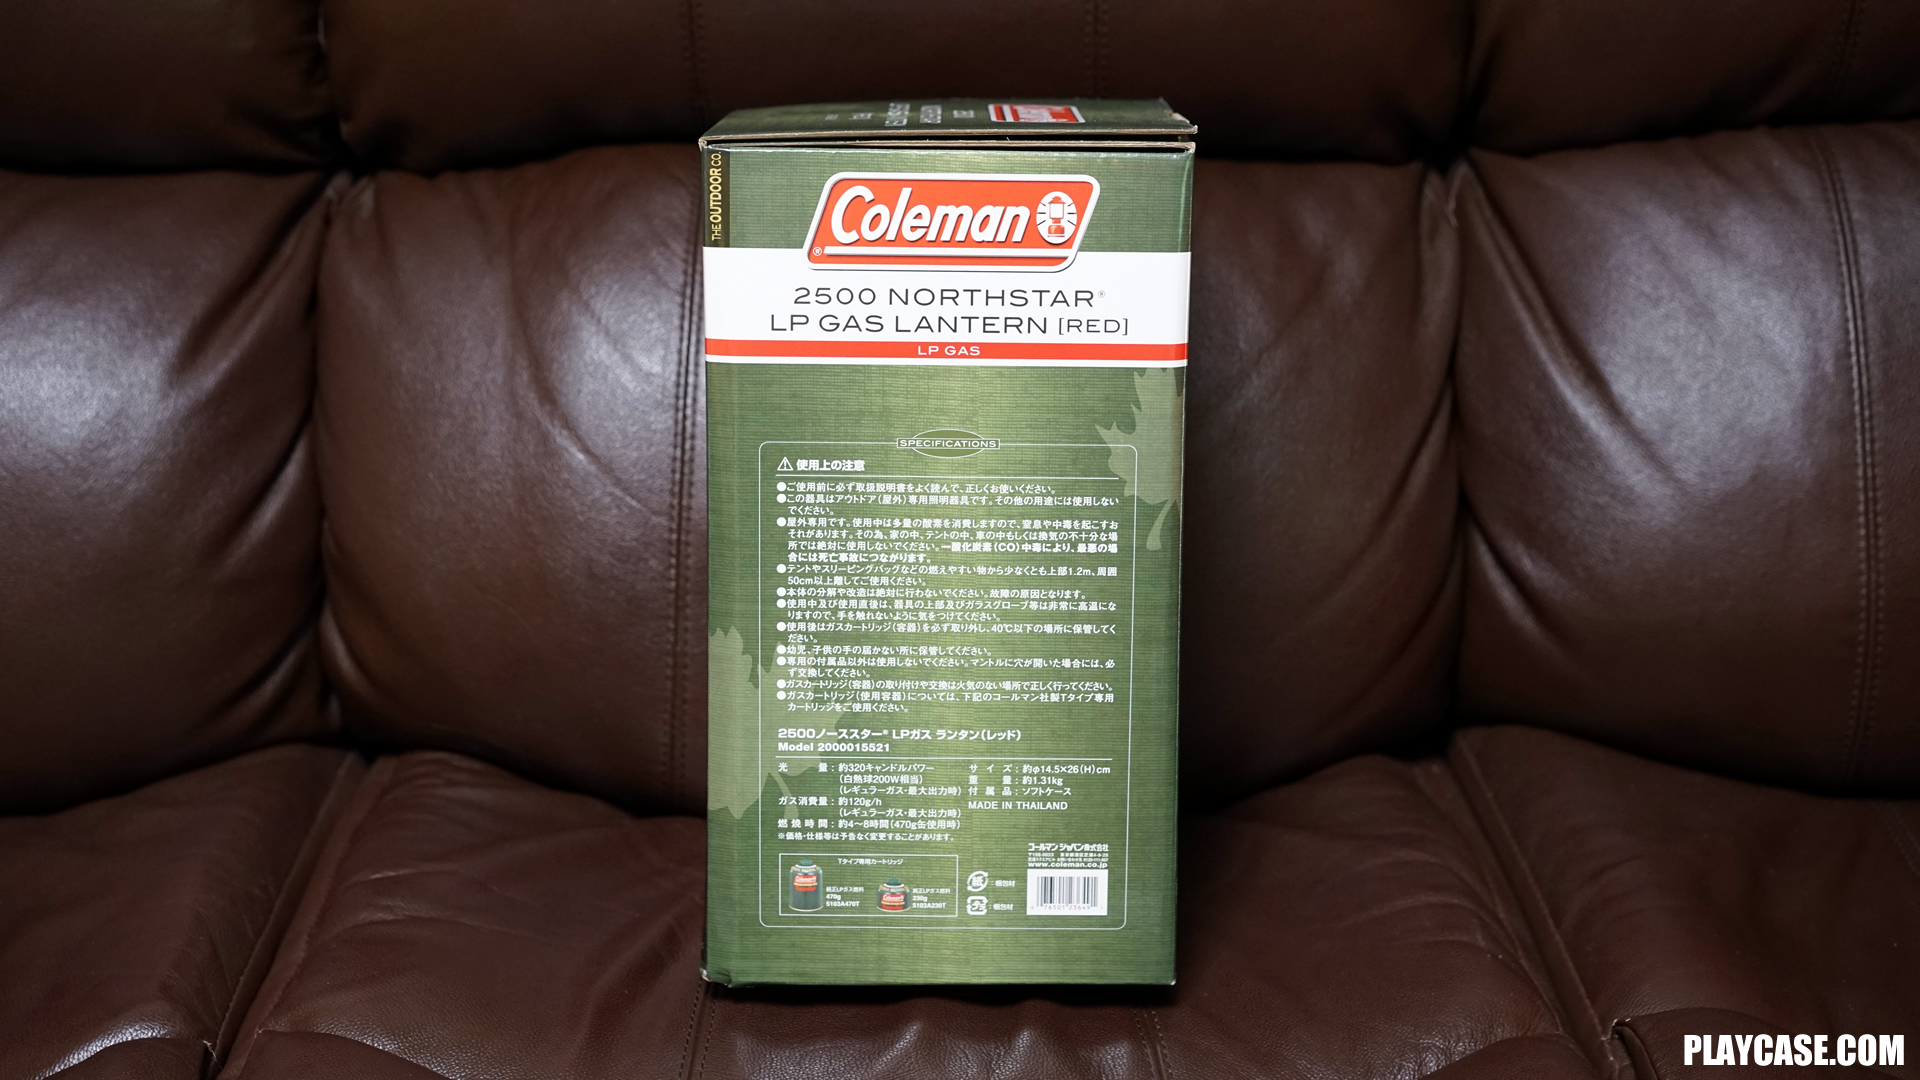 THE OUTDOOR CO.
Coleman
2500 NORTHSTAR®
LP GAS LANTERN [RED]
LP GAS
SPECIFICATIONS
⚠使用上の注意
●ご使用前に必ず取扱説明書をよく読んで、正しくお使いください。
●この器具はアウトドア(屋外)専用照明器具です。その他の用途には使用しない
でください。
●屋外専用です。使用中は多量の酸素を消費しますので、窒息や中毒を起こすお
それがあります。その為、家の中、テントの中、車の中もしくは換気の不十分な場
所では絶対に使用しないでください。一酸化炭素(CO)中毒により、最悪の場
合には死亡事故につながります。
●テントやスリーピングバッグなどの燃えやすい物から少なくとも上部1.2m、周囲
50cm以上離してご使用ください。
●本体の分解や改造は絶対に行わないでください。故障の原因となります。
●使用中及び使用直後は、器具の上部及びガラスグローブ等は非常に高温にな
りますので、手を触れないように気をつけてください。
●使用後はガスカートリッジ(容器)を必ず取り外し、40℃以下の場所に保管してく
ださい。
●幼児、子供の手の届かない所に保管してください。
●専用の付属品以外は使用しないでください。マントルに穴が開いた場合には、必
ず交換してください。
●ガスカートリッジ(容器)の取り付けや交換は火気のない場所で正しく行ってください。
●ガスカートリッジ(使用容器)については、下記のコールマン社製Tタイプ専用
カートリッジをご使用ください。
2500ノーススター® LPガス ランタン(レッド)
Model 2000015521
光 量:約320キャンドルパワー
(白熱球200W相当)
(レギュラーガス・最大出力時)
ガス消費量:約120g/h
(レギュラーガス・最大出力時)
燃焼時間:約4〜8時間(470g缶使用時)
※価格・仕様等は予告なく変更することがあります。
サイズ:約φ14.5×26(H)cm
重 量:約1.31kg
付属品:ソフトケース
MADE IN THAILAND
Tタイプ専用カートリッジ
Coleman
純正LPガス燃料
470g
5103A470T
Coleman
純正LPガス燃料
230g
5103A230T
紙:梱包材
プラ:梱包材
コールマン ジャパン株式会社
www.coleman.co.jp
PLAYCASE.COM